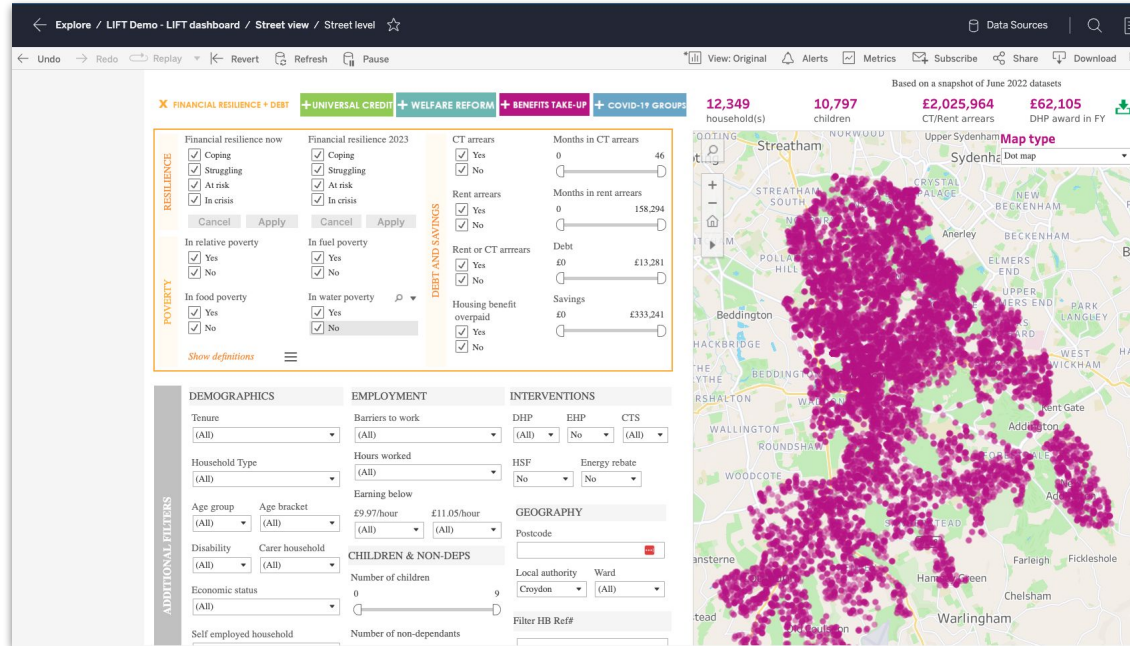 Explore / LIFT Demo - LIFT dashboard / Street view / Street level
Data Sources
Undo Redo Replay Revert Refresh Pause
View: Original Alerts Metrics Subscribe Share Download
Based on a snapshot of June 2022 datasets
X FINANCIAL RESILIENCE + DEBT +UNIVERSAL CREDIT +WELFARE REFORM +BENEFITS TAKE-UP +COVID-19 GROUPS
12,349 10,797 £2,025,964 £62,105
household(s) children CT/Rent arrears DHP award in FY
RESILIENCE
Financial resilience now
Coping
Struggling
At risk
In crisis
Cancel Apply
Financial resilience 2023
Coping
Struggling
At risk
In crisis
Cancel Apply
POVERTY
In relative poverty
Yes
No
In fuel poverty
Yes
No
In food poverty
Yes
No
In water poverty
Yes
No
Show definitions
DEBT AND SAVINGS
CT arrears
Yes
No
Rent arrears
Yes
No
Rent or CT arrrears
Yes
No
Housing benefit
overpaid
Yes
No
Months in CT arrears
0 46
Months in rent arrears
0 158,294
Debt
£0 £13,281
Savings
£0 £333,241
ADDITIONAL FILTERS
DEMOGRAPHICS
Tenure
(All)
Household Type
(All)
Age group Age bracket
(All) (All)
Disability Carer household
(All) (All)
Economic status
(All)
Self employed household
EMPLOYMENT
Barriers to work
(All)
Hours worked
(All)
Earning below
£9.97/hour £11.05/hour
(All) (All)
CHILDREN & NON-DEPS
Number of children
0 9
Number of non-dependants
INTERVENTIONS
DHP EHP CTS
(All) No (All)
HSF Energy rebate
No No
GEOGRAPHY
Postcode
Local authority Ward
Croydon (All)
Filter HB Ref#
Map type
Dot map
Streatham
NORWOOD
Upper Sydenham
STREATHAM
SOUTH
CRYSTAL
PALACE
NEW
BECKENHAM
Anerley
BECKENHAM
ELMERS
END
UPPER
PARK
LANGLEY
Beddington
WEST
WICKHAM
WALLINGTON
ROUNDSHAW
WOODCOTE
Kent Gate
Farleigh
Fickleshole
Chelsham
Warlingham